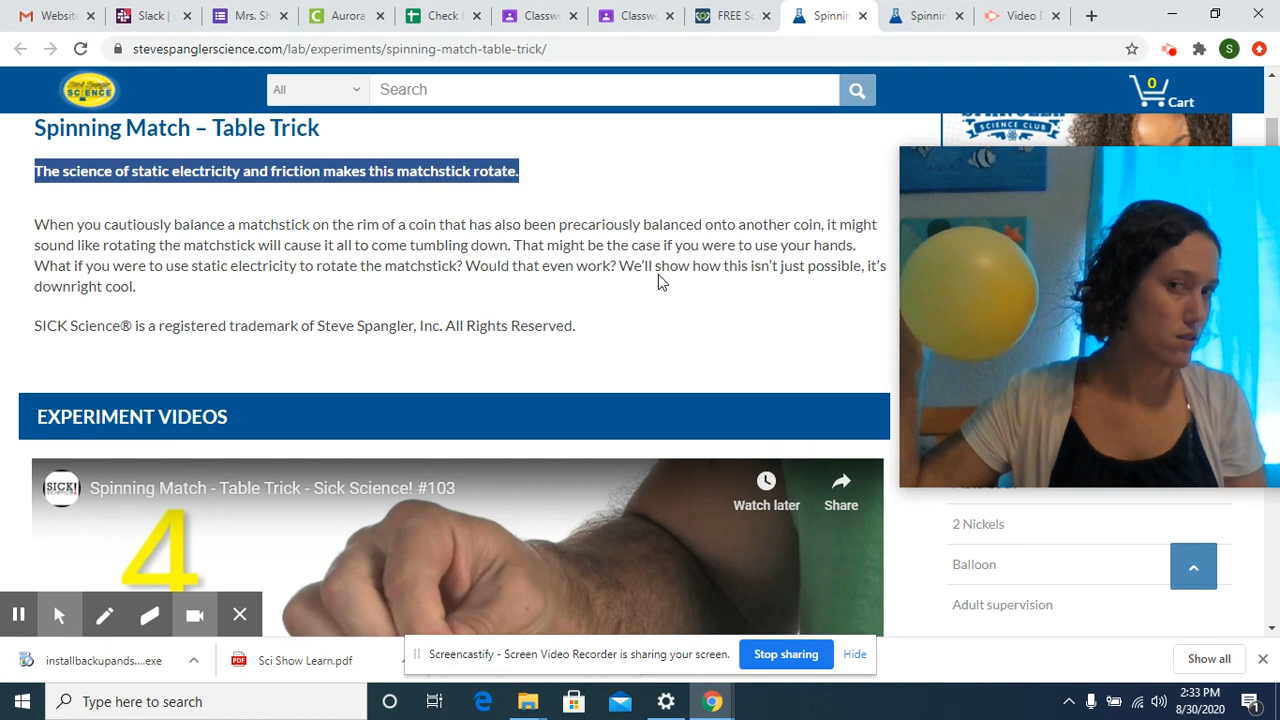 Website
Slack |
Mrs. Sh
Aurora
Check
Classw
Classw
FREE Sc
Spinnin
Spinnin
Video D
stevespanglerscience.com/lab/experiments/spinning-match-table-trick/
S
Steve Spangler
SCIENCE
All
Search
0
Cart
Spinning Match – Table Trick
SCIENCE CLUB
The science of static electricity and friction makes this matchstick rotate.
When you cautiously balance a matchstick on the rim of a coin that has also been precariously balanced onto another coin, it might
sound like rotating the matchstick will cause it all to come tumbling down. That might be the case if you were to use your hands.
What if you were to use static electricity to rotate the matchstick? Would that even work? We'll show how this isn't just possible, it's
downright cool.
SICK Science® is a registered trademark of Steve Spangler, Inc. All Rights Reserved.
EXPERIMENT VIDEOS
SICK!
Science!
Spinning Match - Table Trick - Sick Science! #103
Watch later
Share
4
2 Nickels
Balloon
Adult supervision
Screencastify - Screen Video Recorder is sharing your screen.
Stop sharing
Hide
installbackupands....exe
Sci Show Learn.pdf
Show all
Type here to search
2:33 PM
8/30/2020
1